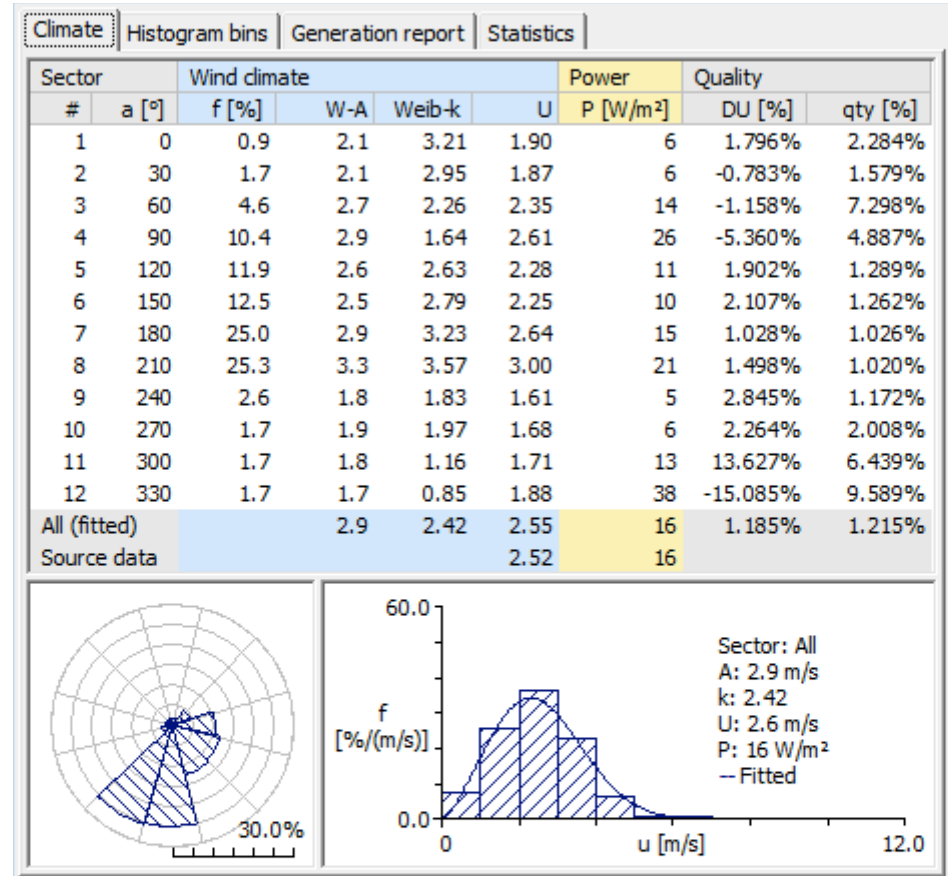 Climate Histogram bins Generation report Statistics
Sector Wind climate Power Quality
# a [°] f [%] W-A Weib-k U P [W/m²] DU [%] qty [%]
1 0 0.9 2.1 3.21 1.90 6 1.796% 2.284%
2 30 1.7 2.1 2.95 1.87 6 -0.783% 1.579%
3 60 4.6 2.7 2.26 2.35 14 -1.158% 7.298%
4 90 10.4 2.9 1.64 2.61 26 -5.360% 4.887%
5 120 11.9 2.6 2.63 2.28 11 1.902% 1.289%
6 150 12.5 2.5 2.79 2.25 10 2.107% 1.262%
7 180 25.0 2.9 3.23 2.64 15 1.028% 1.026%
8 210 25.3 3.3 3.57 3.00 21 1.498% 1.020%
9 240 2.6 1.8 1.83 1.61 5 2.845% 1.172%
10 270 1.7 1.9 1.97 1.68 6 2.264% 2.008%
11 300 1.7 1.8 1.16 1.71 13 13.627% 6.439%
12 330 1.7 1.7 0.85 1.88 38 -15.085% 9.589%
All (fitted) 2.9 2.42 2.55 16 1.185% 1.215%
Source data 2.52 16
30.0%
60.0
f
[%/(m/s)]
0.0
0 u [m/s] 12.0
Sector: All
A: 2.9 m/s
k: 2.42
U: 2.6 m/s
P: 16 W/m²
-- Fitted